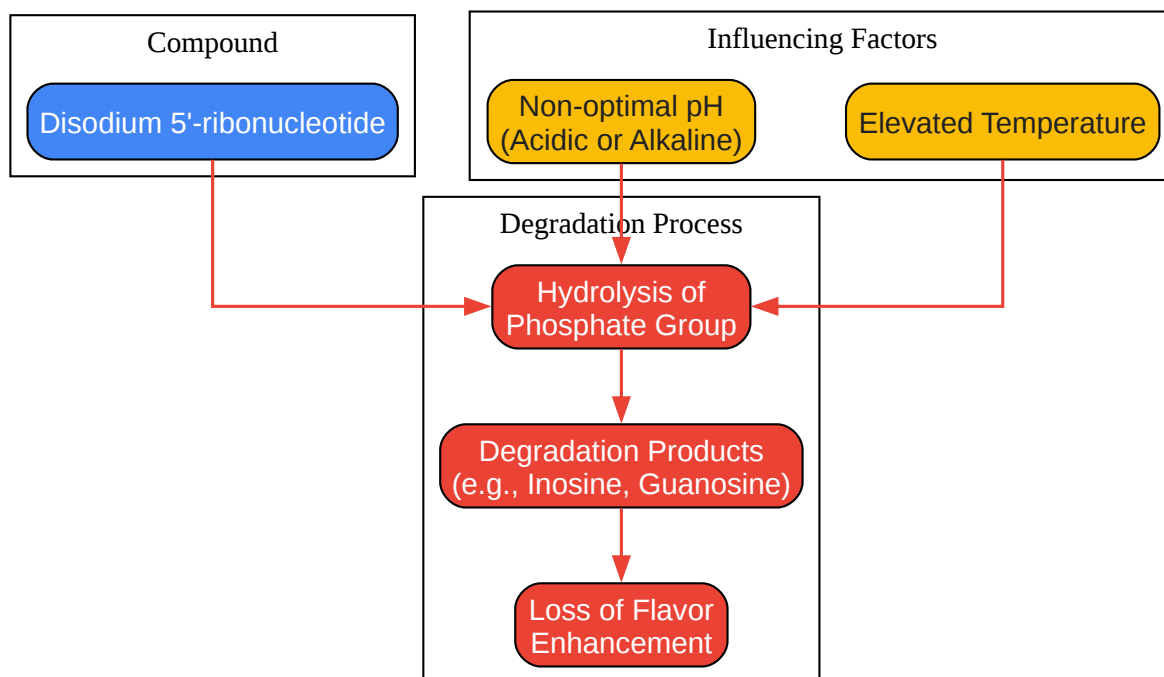 Compound
Disodium 5'-ribonucleotide
Influencing Factors
Non-optimal pH
(Acidic or Alkaline)
Elevated Temperature
Degradation Process
Hydrolysis of
Phosphate Group
Degradation Products
(e.g., Inosine, Guanosine)
Loss of Flavor
Enhancement